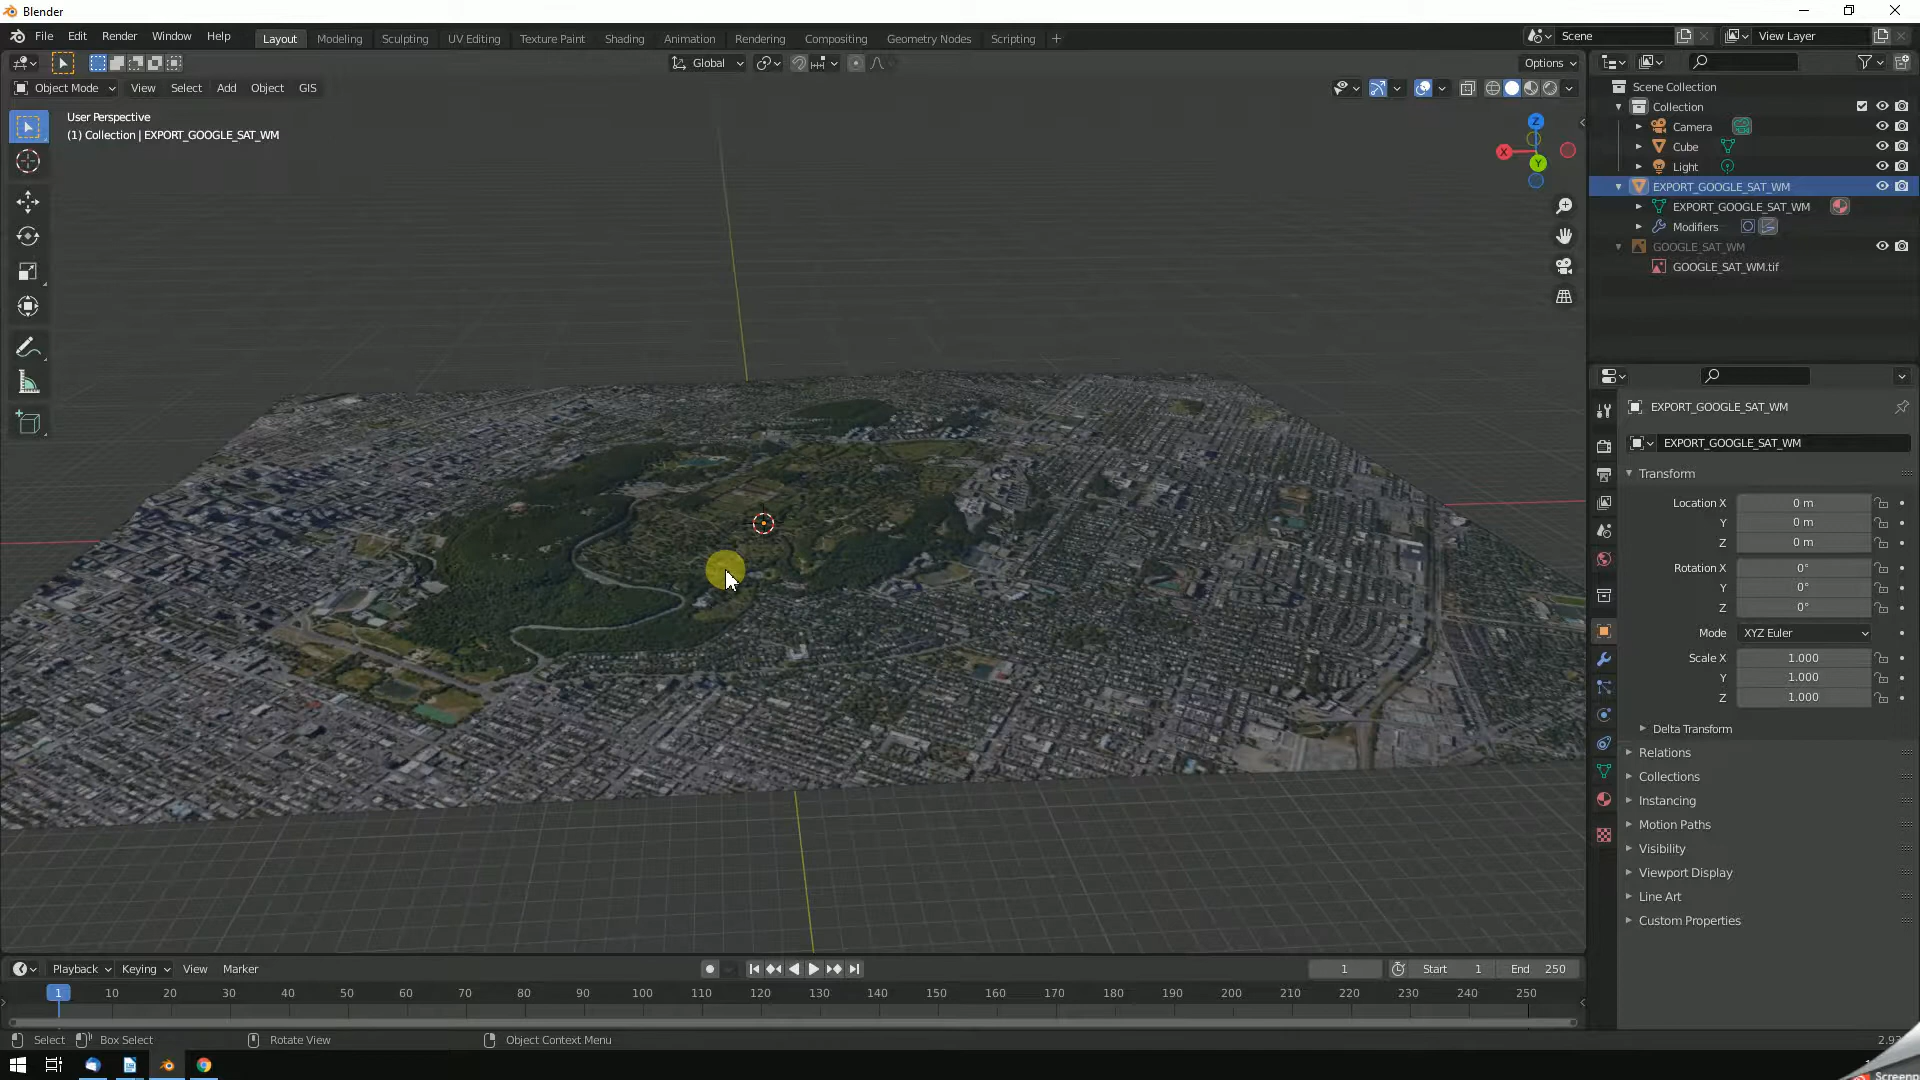 Blender
File Edit Render Window Help
Layout Modeling Sculpting UV Editing Texture Paint Shading Animation Rendering Compositing Geometry Nodes Scripting +
Scene
View Layer
Global
Options
Object Mode View Select Add Object GIS
User Perspective
(1) Collection | EXPORT_GOOGLE_SAT_WM
Z
X
Y
Scene Collection
Collection
Camera
Cube
Light
EXPORT_GOOGLE_SAT_WM
EXPORT_GOOGLE_SAT_WM
Modifiers
GOOGLE_SAT_WM
GOOGLE_SAT_WM.tif
EXPORT_GOOGLE_SAT_WM
EXPORT_GOOGLE_SAT_WM
Transform
Location X 0 m
Y 0 m
Z 0 m
Rotation X 0°
Y 0°
Z 0°
Mode XYZ Euler
Scale X 1.000
Y 1.000
Z 1.000
Delta Transform
Relations
Collections
Instancing
Motion Paths
Visibility
Viewport Display
Line Art
Custom Properties
Playback Keying View Marker
1 Start 1 End 250
1 10 20 30 40 50 60 70 80 90 100 110 120 130 140 150 160 170 180 190 200 210 220 230 240 250
Select Box Select Rotate View Object Context Menu